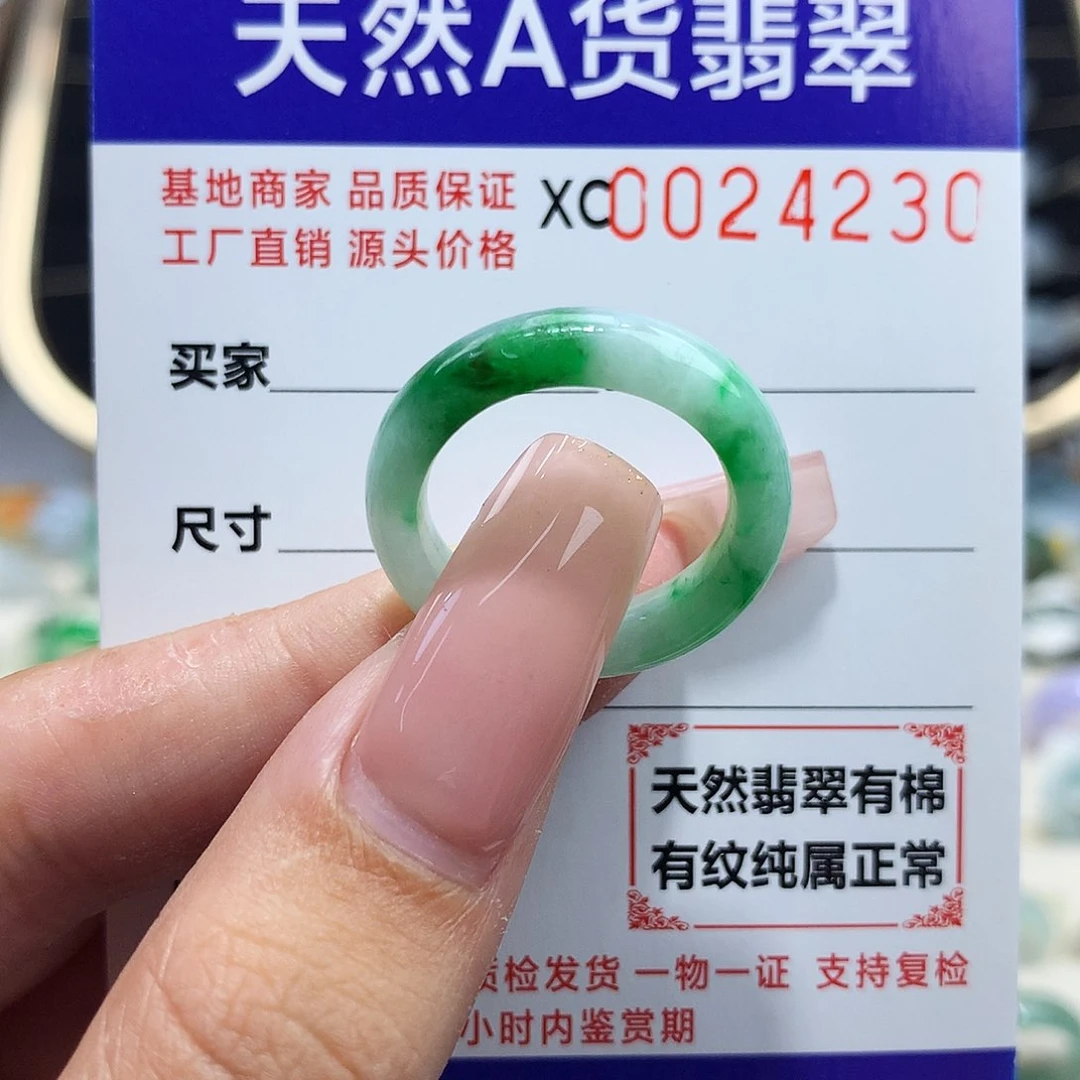 天然A货翡翠
基地商家 品质保证
工厂直销 源头价格
XC0024230
买家
尺寸
天然翡翠有棉
有纹纯属正常
质检发货 一物一证 支持复检
小时内鉴赏期